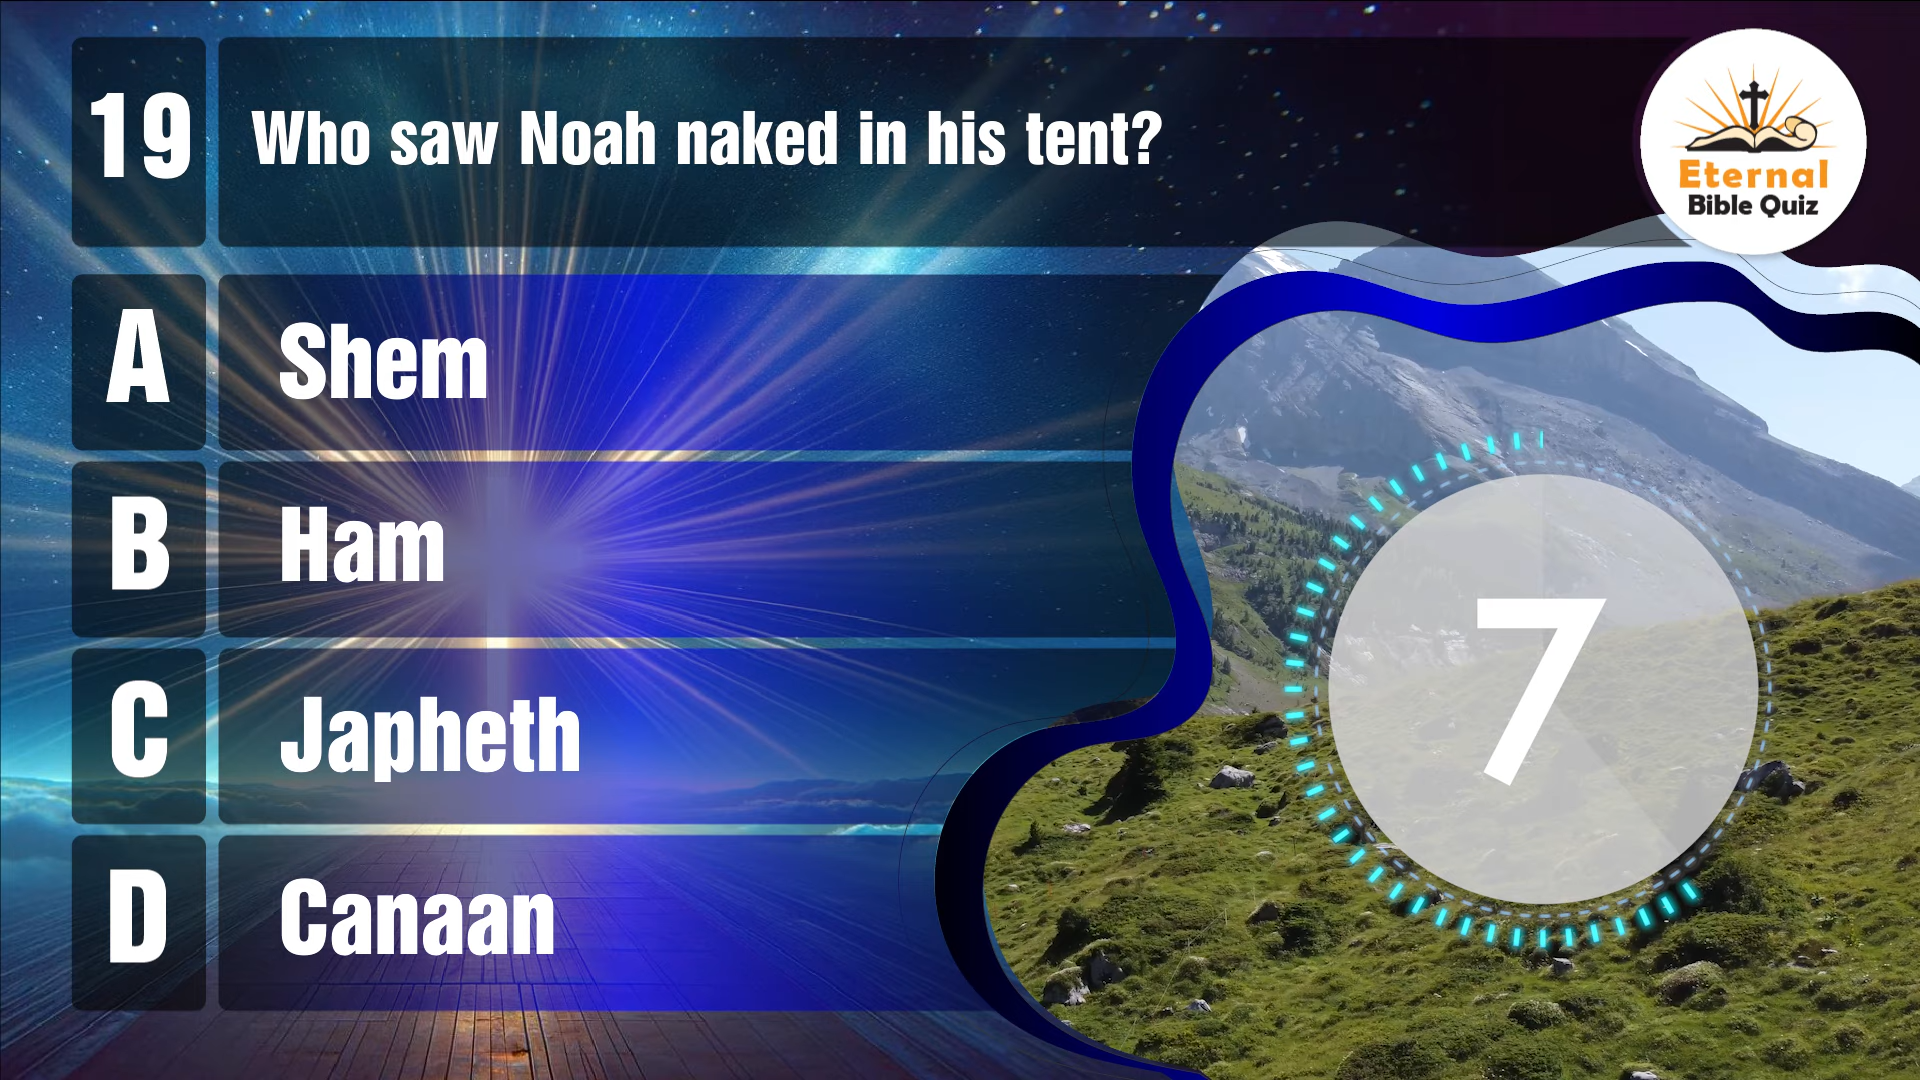 19
Who saw Noah naked in his tent?
Eternal
Bible Quiz
A
Shem
B
Ham
C
Japheth
D
Canaan
7